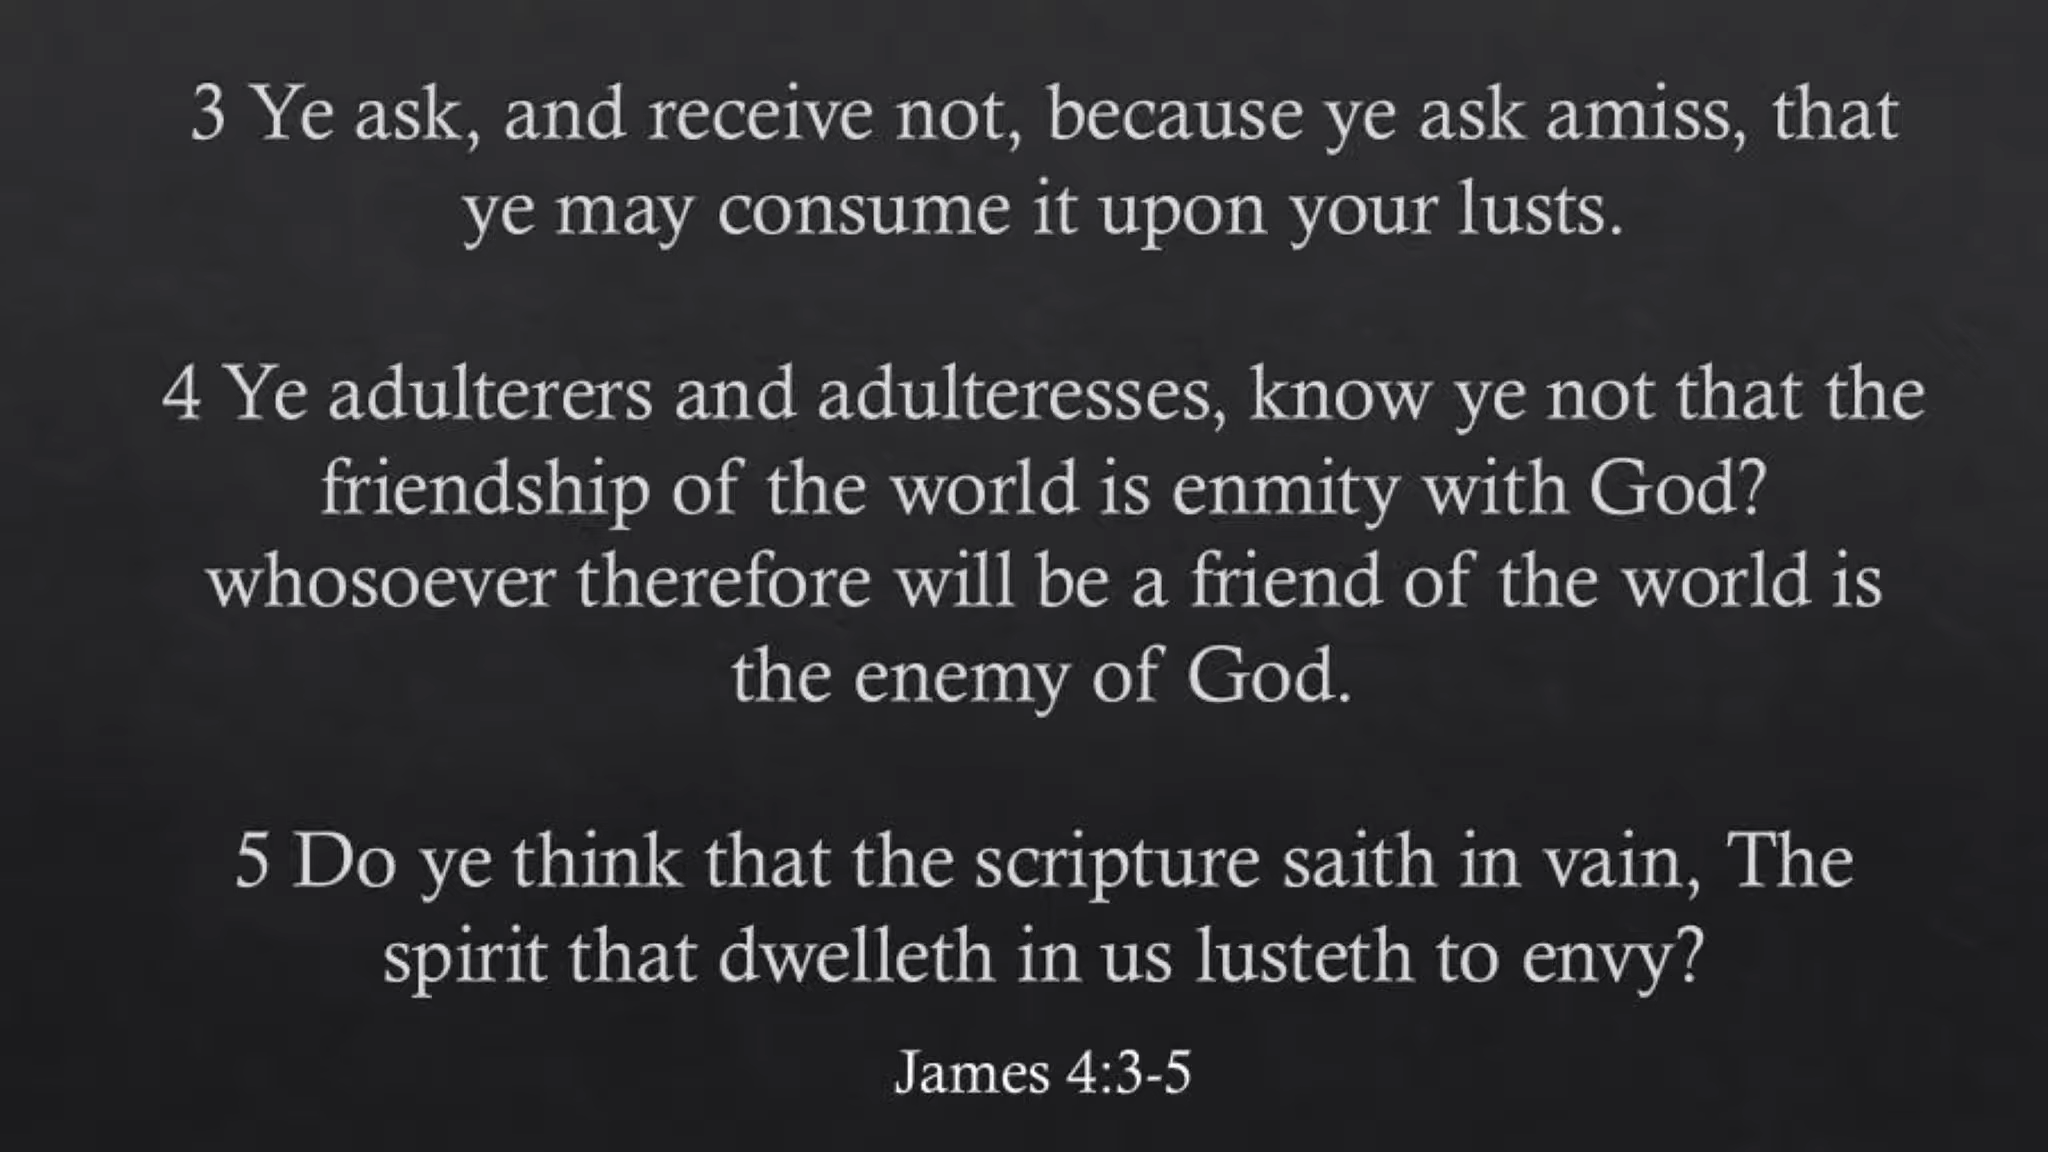 3 Ye ask, and receive not, because ye ask amiss, that
ye may consume it upon your lusts.
4 Ye adulterers and adulteresses, know ye not that the
friendship of the world is enmity with God?
whosoever therefore will be a friend of the world is
the enemy of God.
5 Do ye think that the scripture saith in vain, The
spirit that dwelleth in us lusteth to envy?
James 4:3-5